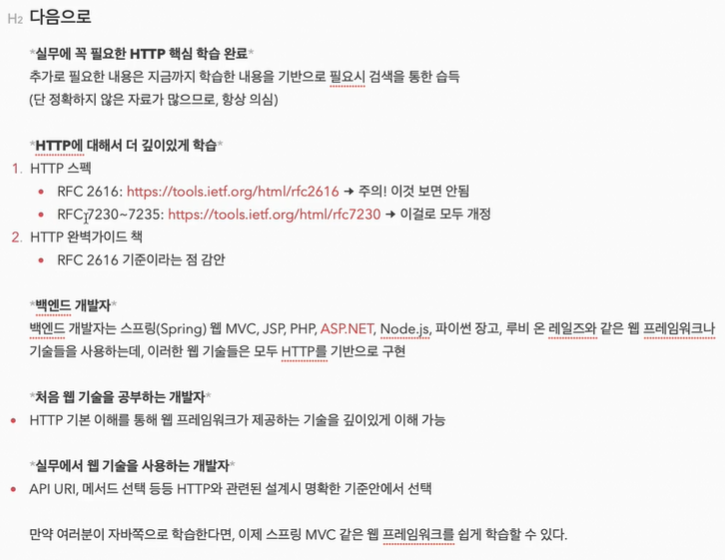 H2 다음으로
*실무에 꼭 필요한 HTTP 핵심 학습 완료*
추가로 필요한 내용은 지금까지 학습한 내용을 기반으로 필요시 검색을 통한 습득
(단 정확하지 않은 자료가 많으므로, 항상 의심)
*HTTP에 대해서 더 깊이있게 학습*
1. HTTP 스펙
• RFC 2616: https://tools.ietf.org/html/rfc2616 → 주의! 이것 보면 안됨
• RFC 7230~7235: https://tools.ietf.org/html/rfc7230 → 이걸로 모두 개정
2. HTTP 완벽가이드 책
• RFC 2616 기준이라는 점 감안
*백엔드 개발자*
백엔드 개발자는 스프링(Spring) 웹 MVC, JSP, PHP, ASP.NET, Node.js, 파이썬 장고, 루비 온 레일즈와 같은 웹 프레임워크나
기술들을 사용하는데, 이러한 웹 기술들은 모두 HTTP를 기반으로 구현
*처음 웹 기술을 공부하는 개발자*
• HTTP 기본 이해를 통해 웹 프레임워크가 제공하는 기술을 깊이있게 이해 가능
*실무에서 웹 기술을 사용하는 개발자*
• API URI, 메서드 선택 등등 HTTP와 관련된 설계시 명확한 기준안에서 선택
만약 여러분이 자바쪽으로 학습한다면, 이제 스프링 MVC 같은 웹 프레임워크를 쉽게 학습할 수 있다.